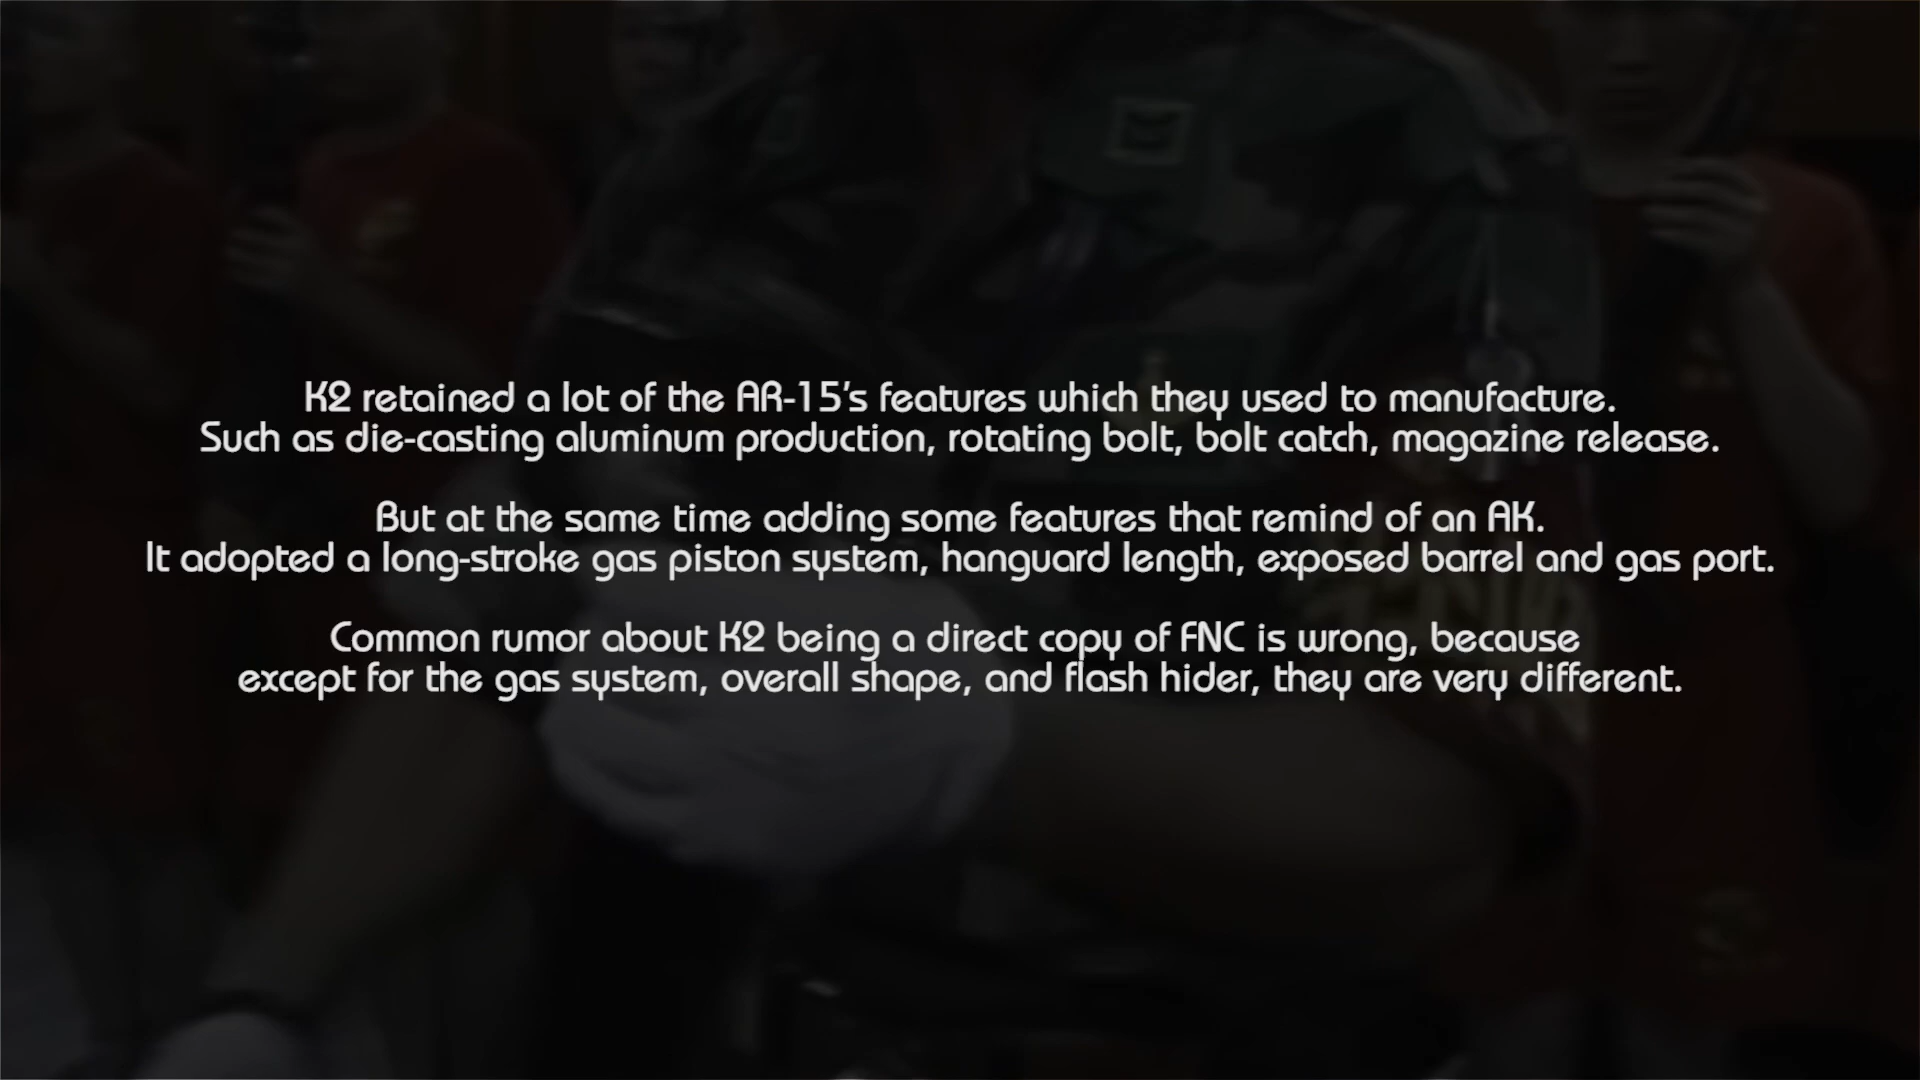 K2 retained a lot of the AR-15's features which they used to manufacture.
Such as die-casting aluminum production, rotating bolt, bolt catch, magazine release.
But at the same time adding some features that remind of an AK.
It adopted a long-stroke gas piston system, hanguard length, exposed barrel and gas port.
Common rumor about K2 being a direct copy of FNC is wrong, because
except for the gas system, overall shape, and flash hider, they are very different.